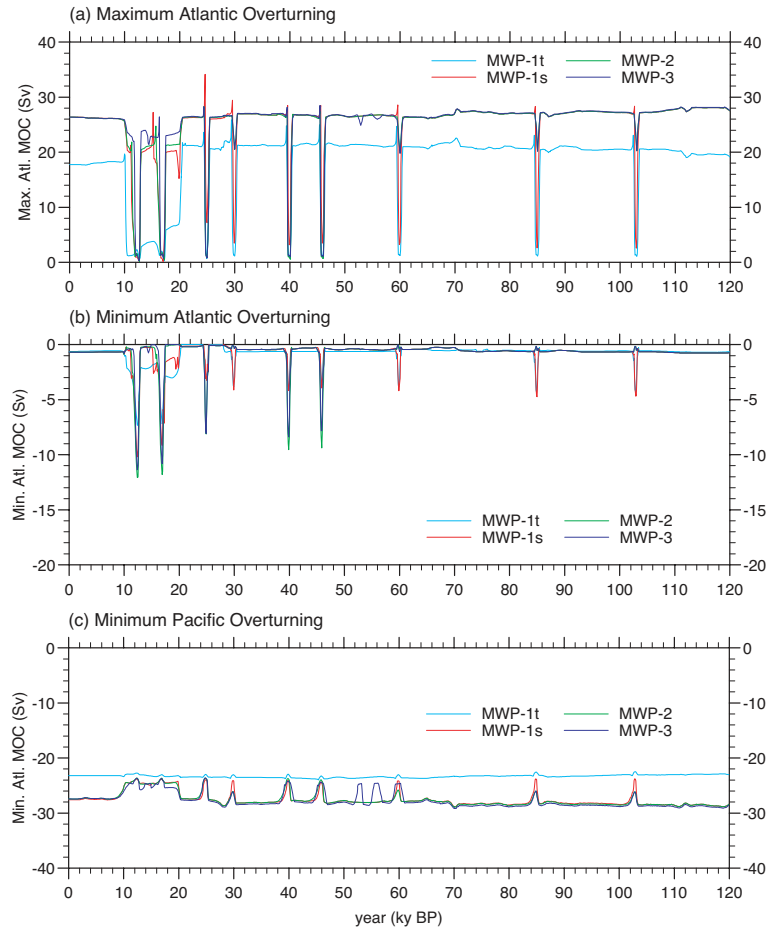 (a) Maximum Atlantic Overturning
Max. Atl. MOC (Sv)
40 30 20 10 0
MWP-1t MWP-2
MWP-1s MWP-3
40 30 20 10 0
0 10 20 30 40 50 60 70 80 90 100 110 120
(b) Minimum Atlantic Overturning
Min. Atl. MOC (Sv)
0 -5 -10 -15 -20
MWP-1t MWP-2
MWP-1s MWP-3
0 -5 -10 -15 -20
0 10 20 30 40 50 60 70 80 90 100 110 120
(c) Minimum Pacific Overturning
Min. Atl. MOC (Sv)
0 -10 -20 -30 -40
MWP-1t MWP-2
MWP-1s MWP-3
0 -10 -20 -30 -40
0 10 20 30 40 50 60 70 80 90 100 110 120
year (ky BP)